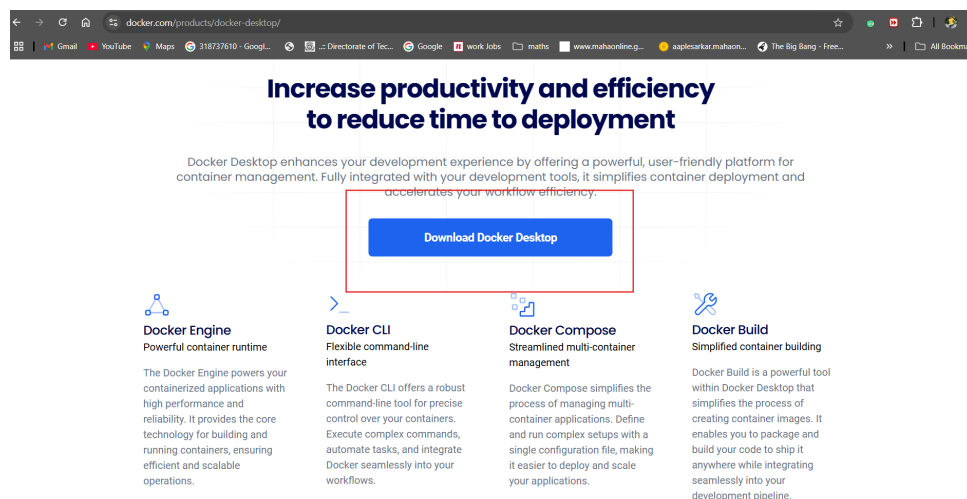 docker.com/products/docker-desktop/
Gmail
YouTube
Maps
318737610 - Googl...
..:: Directorate of Tec...
Google
work Jobs
maths
www.mahaonline.g...
aaplesarkar.mahaon...
The Big Bang - Free...
»
All Bookma
Increase productivity and efficiency
to reduce time to deployment
Docker Desktop enhances your development experience by offering a powerful, user-friendly platform for
container management. Fully integrated with your development tools, it simplifies container deployment and
accelerates your workflow efficiency.
Download Docker Desktop
Docker Engine
Powerful container runtime
The Docker Engine powers your
containerized applications with
high performance and
reliability. It provides the core
technology for building and
running containers, ensuring
efficient and scalable
operations.
Docker CLI
Flexible command-line
interface
The Docker CLI offers a robust
command-line tool for precise
control over your containers.
Execute complex commands,
automate tasks, and integrate
Docker seamlessly into your
workflows.
Docker Compose
Streamlined multi-container
management
Docker Compose simplifies the
process of managing multi-
container applications. Define
and run complex setups with a
single configuration file, making
it easier to deploy and scale
your applications.
Docker Build
Simplified container building
Docker Build is a powerful tool
within Docker Desktop that
simplifies the process of
creating container images. It
enables you to package and
build your code to ship it
anywhere while integrating
seamlessly into your
development pipeline.